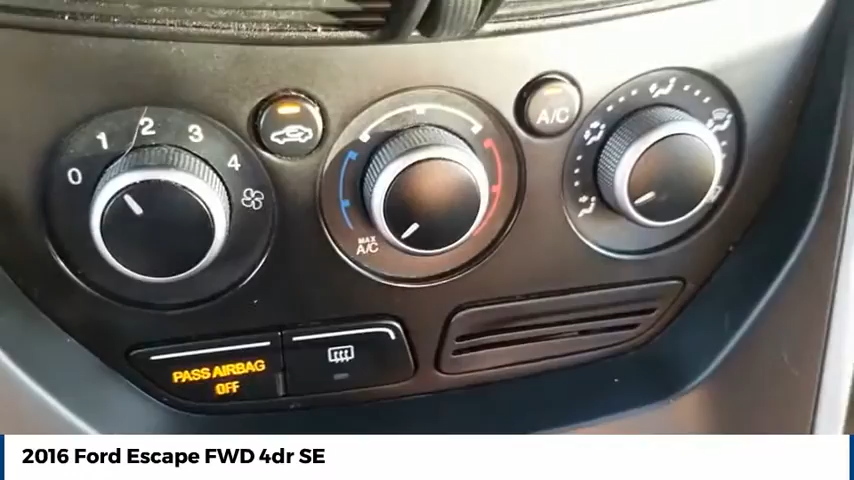 0 1 2 3 4
A/C
MAX
A/C
PASS AIRBAG
OFF
2016 Ford Escape FWD 4dr SE